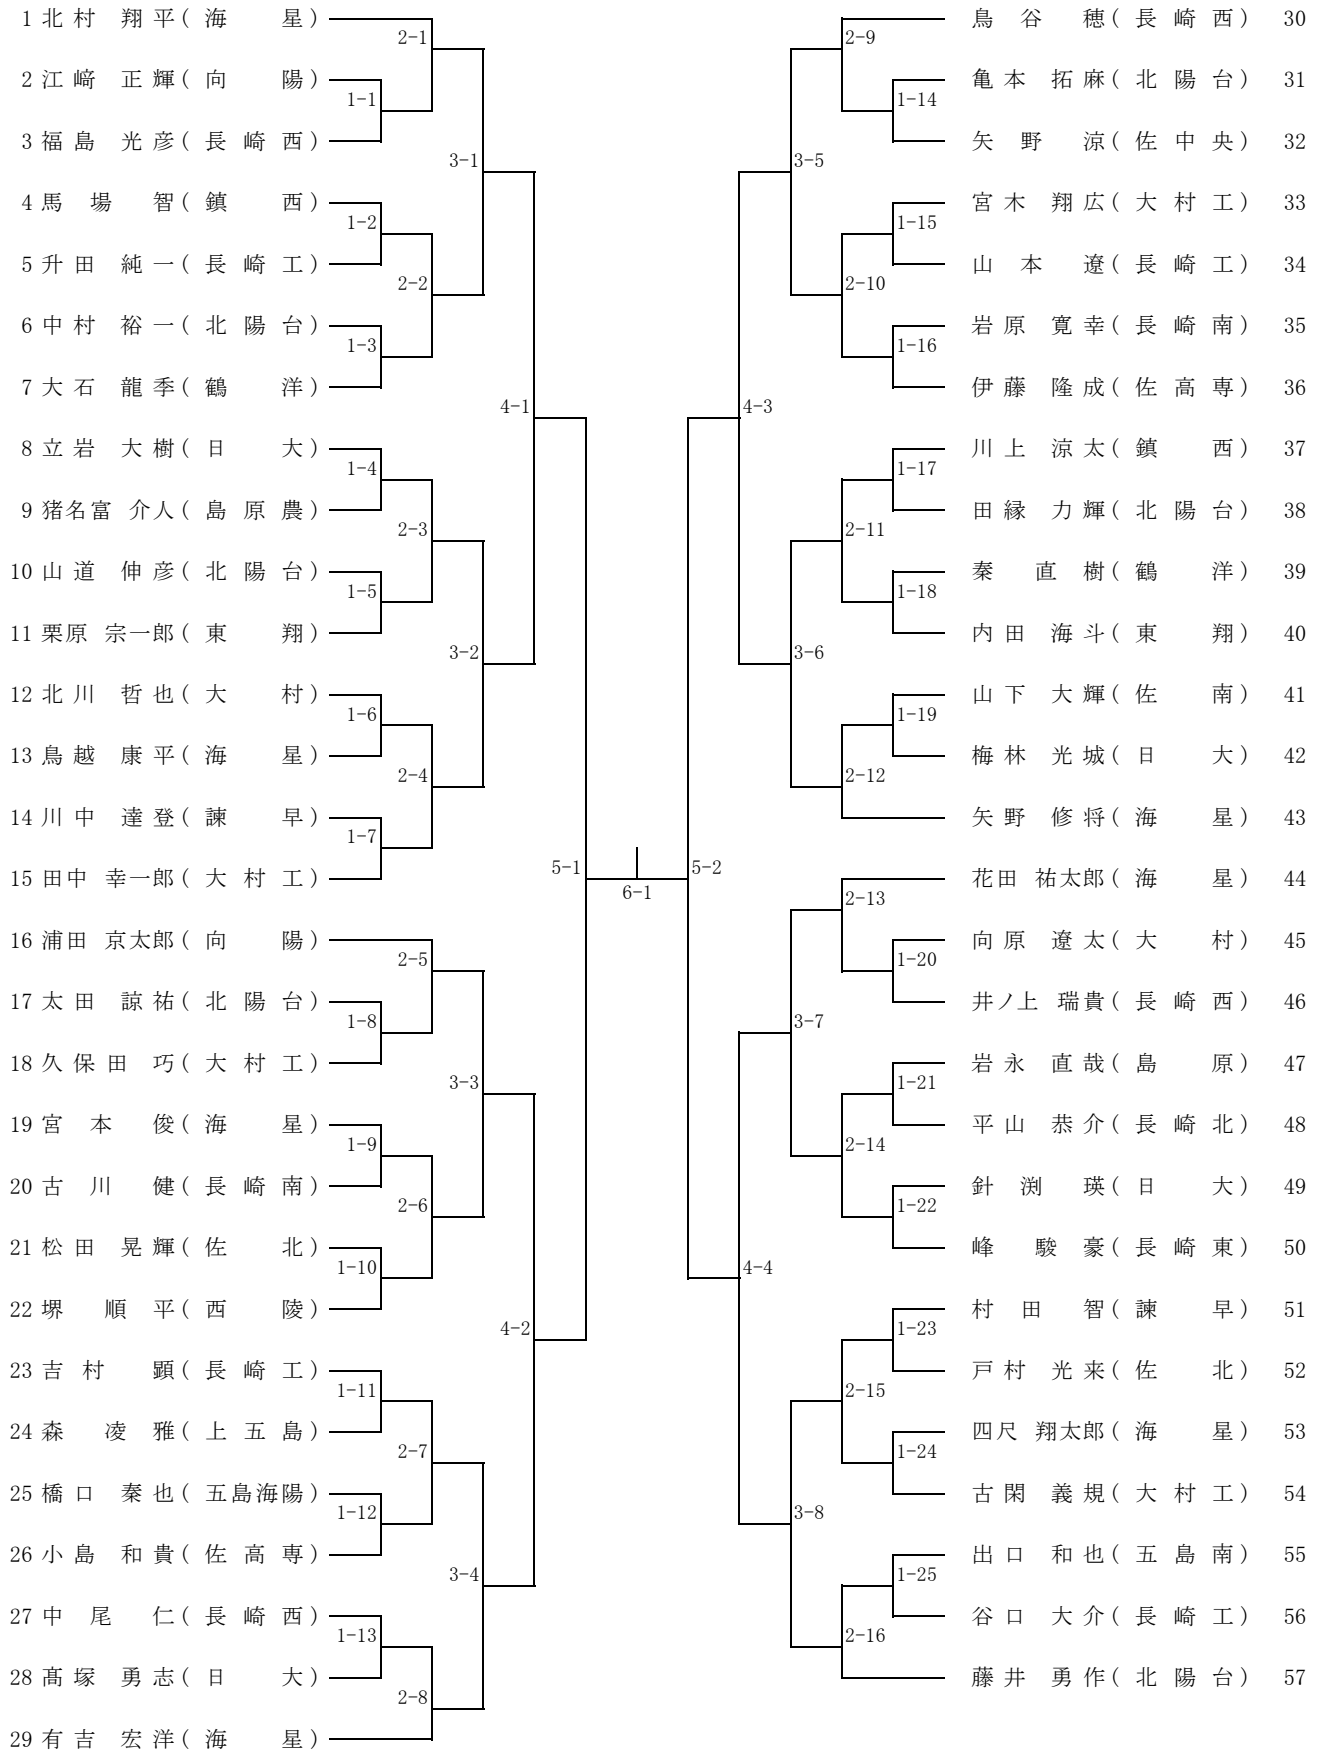 1 北村 翔平(海 星)
2-1
2 江﨑 正輝(向 陽)
1-1
3 福島 光彦(長崎西)
3-1
4 馬場 智(鎮 西)
1-2
5 升田 純一(長崎工)
2-2
6 中村 裕一(北陽台)
1-3
7 大石 龍季(鶴 洋)
4-1
8 立岩 大樹(日 大)
1-4
9 猪名富 介人(島原農)
2-3
10 山道 伸彦(北陽台)
1-5
11 栗原 宗一郎(東 翔)
3-2
12 北川 哲也(大 村)
1-6
13 鳥越 康平(海 星)
2-4
14 川中 達登(諫 早)
1-7
15 田中 幸一郎(大村工)
5-1
16 浦田 京太郎(向 陽)
2-5
17 太田 諒祐(北陽台)
1-8
18 久保田 巧(大村工)
3-3
19 宮本 俊(海 星)
1-9
20 古川 健(長崎南)
2-6
21 松田 晃輝(佐 北)
1-10
22 堺 順平(西 陵)
4-2
23 吉村 顕(長崎工)
1-11
24 森 凌雅(上五島)
2-7
25 橋口 秦也(五島海陽)
1-12
26 小島 和貴(佐高専)
3-4
27 中尾 仁(長崎西)
1-13
28 髙塚 勇志(日 大)
2-8
29 有吉 宏洋(海 星)
6-1
鳥谷 穂(長崎西) 30
2-9
亀本 拓麻(北陽台) 31
1-14
矢野 涼(佐中央) 32
3-5
宮木 翔広(大村工) 33
1-15
山本 遼(長崎工) 34
2-10
岩原 寛幸(長崎南) 35
1-16
伊藤 隆成(佐高専) 36
4-3
川上 涼太(鎮 西) 37
1-17
田縁 力輝(北陽台) 38
2-11
秦 直樹(鶴 洋) 39
1-18
内田 海斗(東 翔) 40
3-6
山下 大輝(佐 南) 41
1-19
梅林 光城(日 大) 42
2-12
矢野 修将(海 星) 43
5-2
花田 祐太郎(海 星) 44
2-13
向原 遼太(大 村) 45
1-20
井ノ上 瑞貴(長崎西) 46
3-7
岩永 直哉(島 原) 47
1-21
平山 恭介(長崎北) 48
2-14
針渕 瑛(日 大) 49
1-22
峰 駿豪(長崎東) 50
4-4
村田 智(諫 早) 51
1-23
戸村 光来(佐 北) 52
2-15
四尺 翔太郎(海 星) 53
1-24
古閑 義規(大村工) 54
3-8
出口 和也(五島南) 55
1-25
谷口 大介(長崎工) 56
2-16
藤井 勇作(北陽台) 57